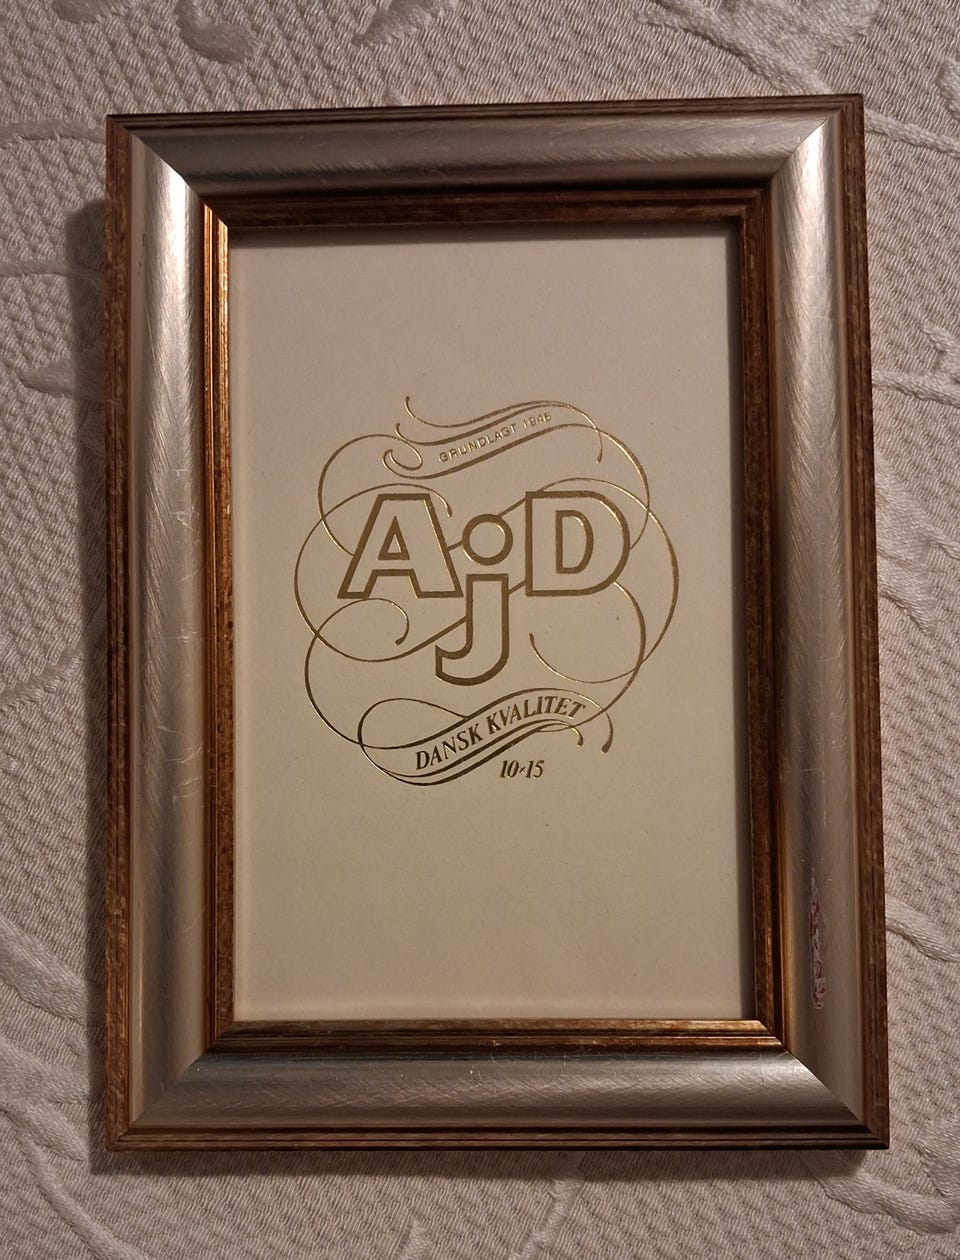 GRUNDLAGT 1946
AjD
DANSK KVALITET
10×15